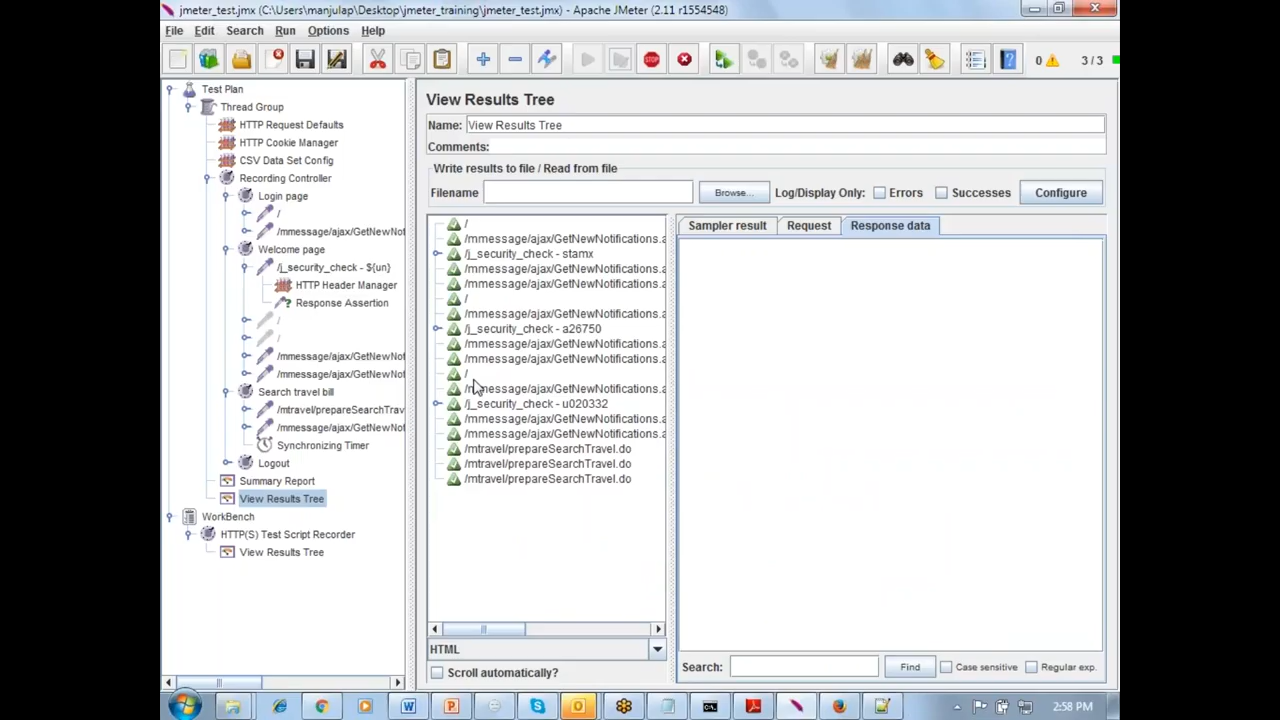 jmeter_test.jmx (C:\Users\manjulap\Desktop\jmeter_training\jmeter_test.jmx) - Apache JMeter (2.11 r1554548)
File Edit Search Run Options Help
0 3/3
Test Plan
Thread Group
HTTP Request Defaults
HTTP Cookie Manager
CSV Data Set Config
Recording Controller
Login page
/
/mmessage/ajax/GetNewNot
Welcome page
/j_security_check - ${un}
HTTP Header Manager
Response Assertion
/
/
/mmessage/ajax/GetNewNot
/mmessage/ajax/GetNewNot
Search travel bill
/mtravel/prepareSearchTrav
/mmessage/ajax/GetNewNot
Synchronizing Timer
Logout
Summary Report
View Results Tree
WorkBench
HTTP(S) Test Script Recorder
View Results Tree
View Results Tree
Name: View Results Tree
Comments:
Write results to file / Read from file
Filename Browse... Log/Display Only: Errors Successes Configure
/
/mmessage/ajax/GetNewNotifications.a
/j_security_check - stamx
/mmessage/ajax/GetNewNotifications.a
/mmessage/ajax/GetNewNotifications.a
/
/mmessage/ajax/GetNewNotifications.a
/j_security_check - a26750
/mmessage/ajax/GetNewNotifications.a
/mmessage/ajax/GetNewNotifications.a
/
/mmessage/ajax/GetNewNotifications.a
/j_security_check - u020332
/mmessage/ajax/GetNewNotifications.a
/mmessage/ajax/GetNewNotifications.a
/mtravel/prepareSearchTravel.do
/mtravel/prepareSearchTravel.do
/mtravel/prepareSearchTravel.do
HTML
Scroll automatically?
Sampler result Request Response data
Search: Find Case sensitive Regular exp.
2:58 PM